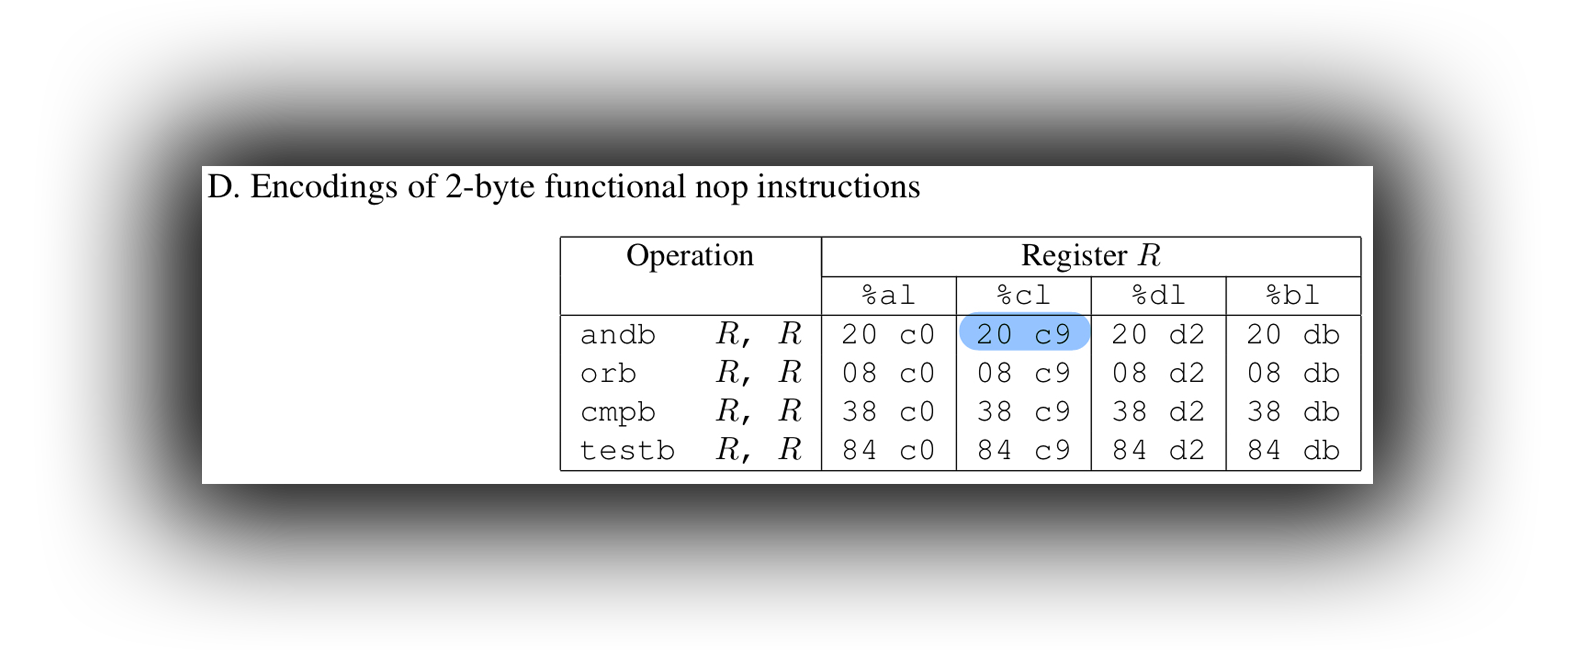 D. Encodings of 2-byte functional nop instructions
Operation Register R
%al %cl %dl %bl
andb R, R 20 c0 20 c9 20 d2 20 db
orb R, R 08 c0 08 c9 08 d2 08 db
cmpb R, R 38 c0 38 c9 38 d2 38 db
testb R, R 84 c0 84 c9 84 d2 84 db